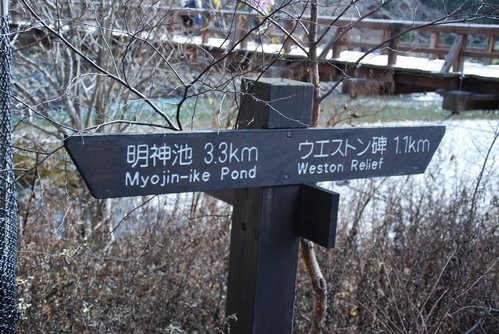 明神池 3.3km
Myojin-ike Pond
ウエストン碑 1.1km
Weston Relief